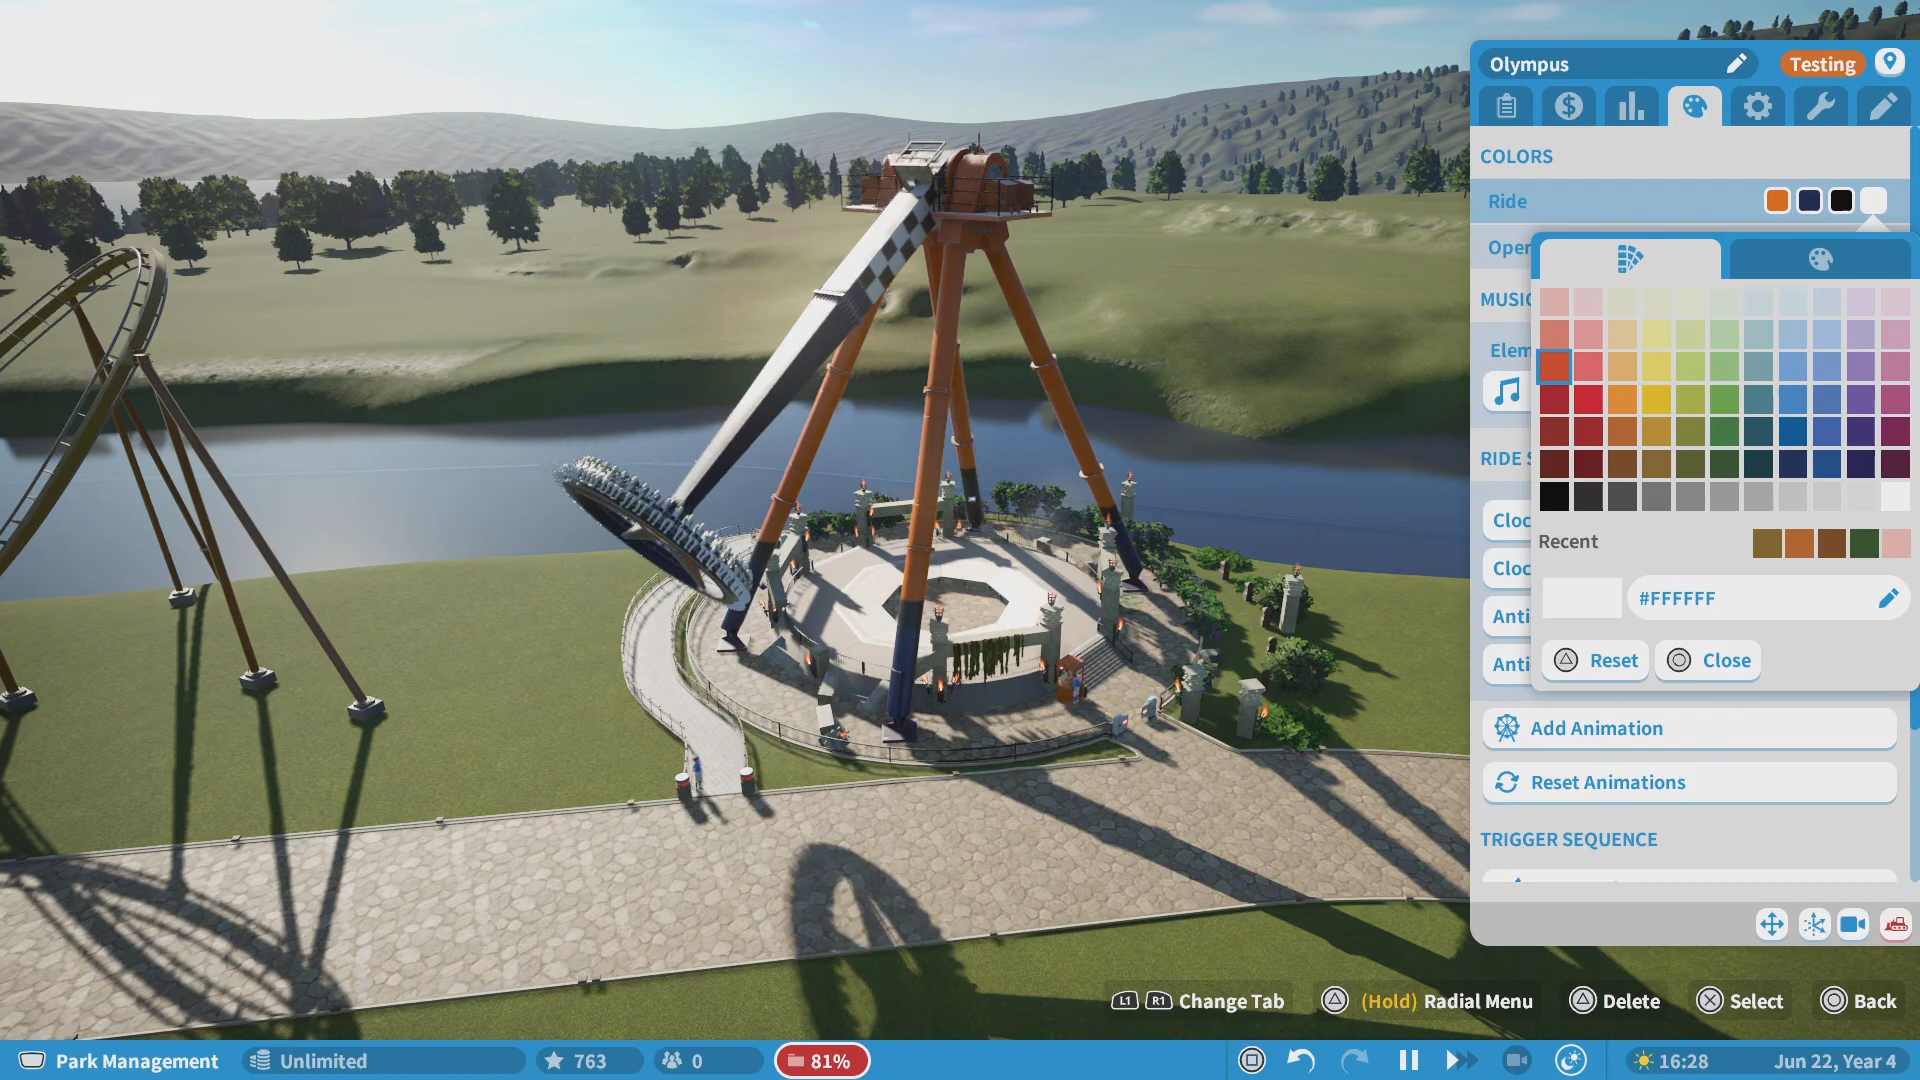 Olympus
Testing
COLORS
Ride
Oper
MUSIC
Elem
RIDE S
Cloc
Cloc
Anti
Anti
Recent
#FFFFFF
Reset
Close
Add Animation
Reset Animations
TRIGGER SEQUENCE
L1 R1 Change Tab
(Hold) Radial Menu
Delete
Select
Back
Park Management
Unlimited
763
0
81%
16:28
Jun 22, Year 4